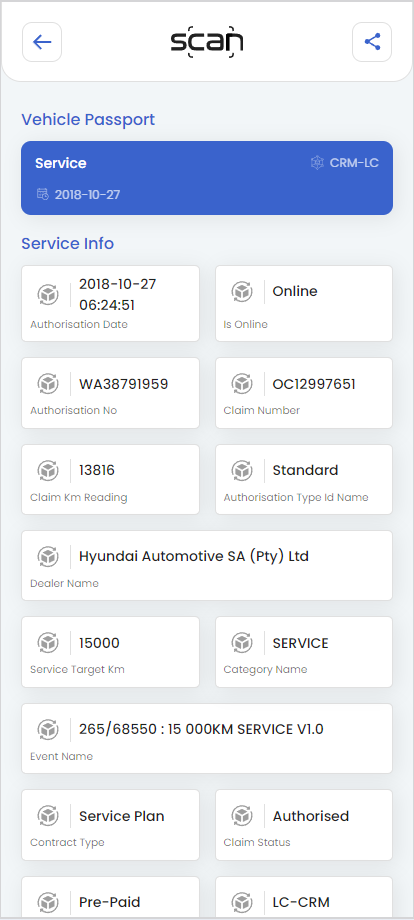 scan
Vehicle Passport
Service
CRM-LC
2018-10-27
Service Info
2018-10-27
06:24:51
Authorisation Date
Online
Is Online
WA38791959
Authorisation No
OC12997651
Claim Number
13816
Claim Km Reading
Standard
Authorisation Type Id Name
Hyundai Automotive SA (Pty) Ltd
Dealer Name
15000
Service Target Km
SERVICE
Category Name
265/68550 : 15 000KM SERVICE V1.0
Event Name
Service Plan
Contract Type
Authorised
Claim Status
Pre-Paid
LC-CRM